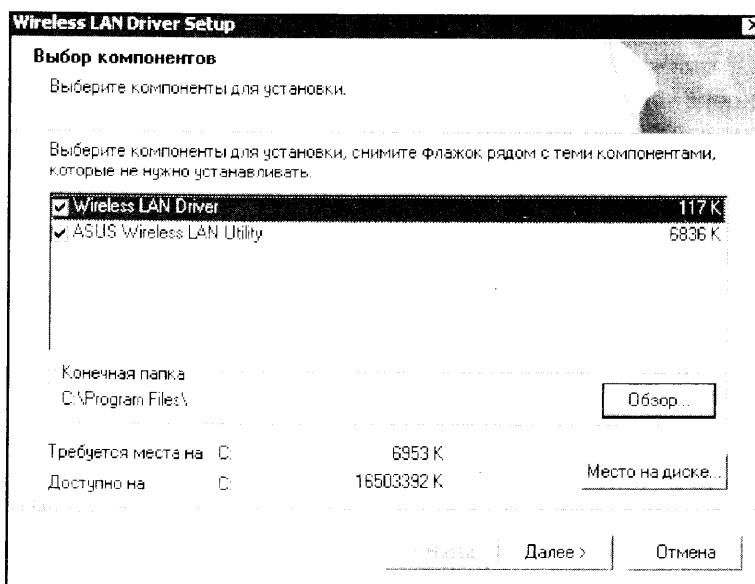 Wireless LAN Driver Setup
Выбор компонентов
Выберите компоненты для установки.
Выберите компоненты для установки, снимите флажок рядом с теми компонентами,
которые не нужно устанавливать.
Wireless LAN Driver 117 K
ASUS Wireless LAN Utility 6836 K
Конечная папка
C:\Program Files\
Обзор...
Требуется места на C: 6953 K
Доступно на C: 16503392 K
Место на диске...
< Назад Далее > Отмена